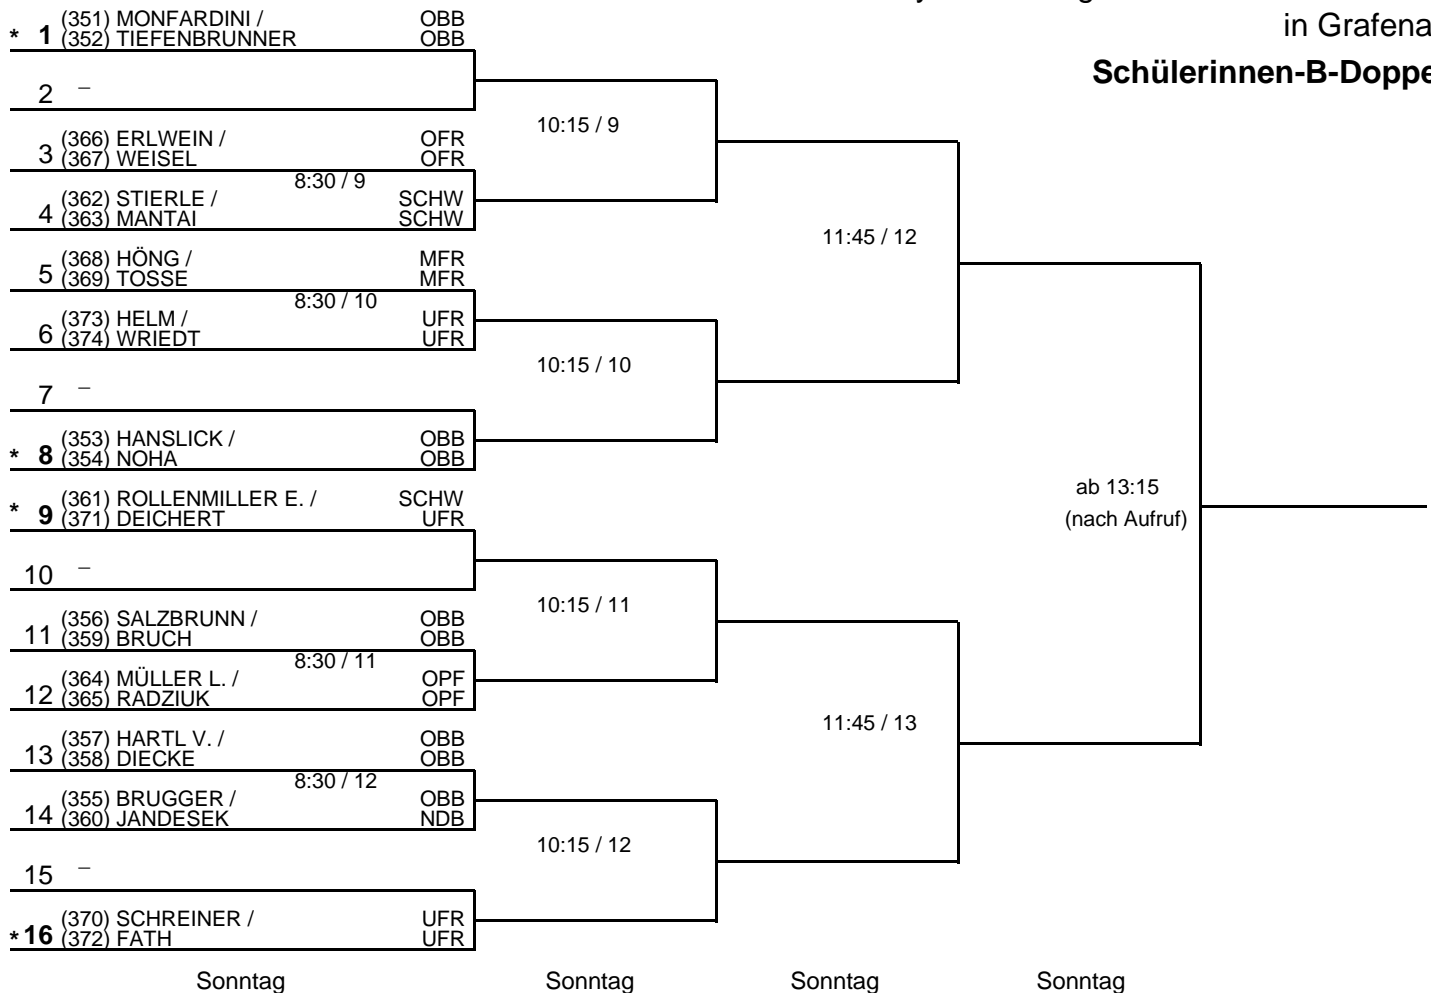 in Grafena
Schülerinnen-B-Doppe
(351) MONFARDINI / OBB
* 1 (352) TIEFENBRUNNER OBB
2 –
10:15 / 9
(366) ERLWEIN / OFR
3 (367) WEISEL OFR
8:30 / 9
(362) STIERLE / SCHW
4 (363) MANTAI SCHW
11:45 / 12
(368) HÖNG / MFR
5 (369) TOSSE MFR
8:30 / 10
(373) HELM / UFR
6 (374) WRIEDT UFR
10:15 / 10
7 –
(353) HANSLICK / OBB
* 8 (354) NOHA OBB
ab 13:15
(nach Aufruf)
(361) ROLLENMILLER E. / SCHW
* 9 (371) DEICHERT UFR
10 –
10:15 / 11
(356) SALZBRUNN / OBB
11 (359) BRUCH OBB
8:30 / 11
(364) MÜLLER L. / OPF
12 (365) RADZIUK OPF
11:45 / 13
(357) HARTL V. / OBB
13 (358) DIECKE OBB
8:30 / 12
(355) BRUGGER / OBB
14 (360) JANDESEK NDB
10:15 / 12
15 –
(370) SCHREINER / UFR
* 16 (372) FATH UFR
Sonntag Sonntag Sonntag Sonntag